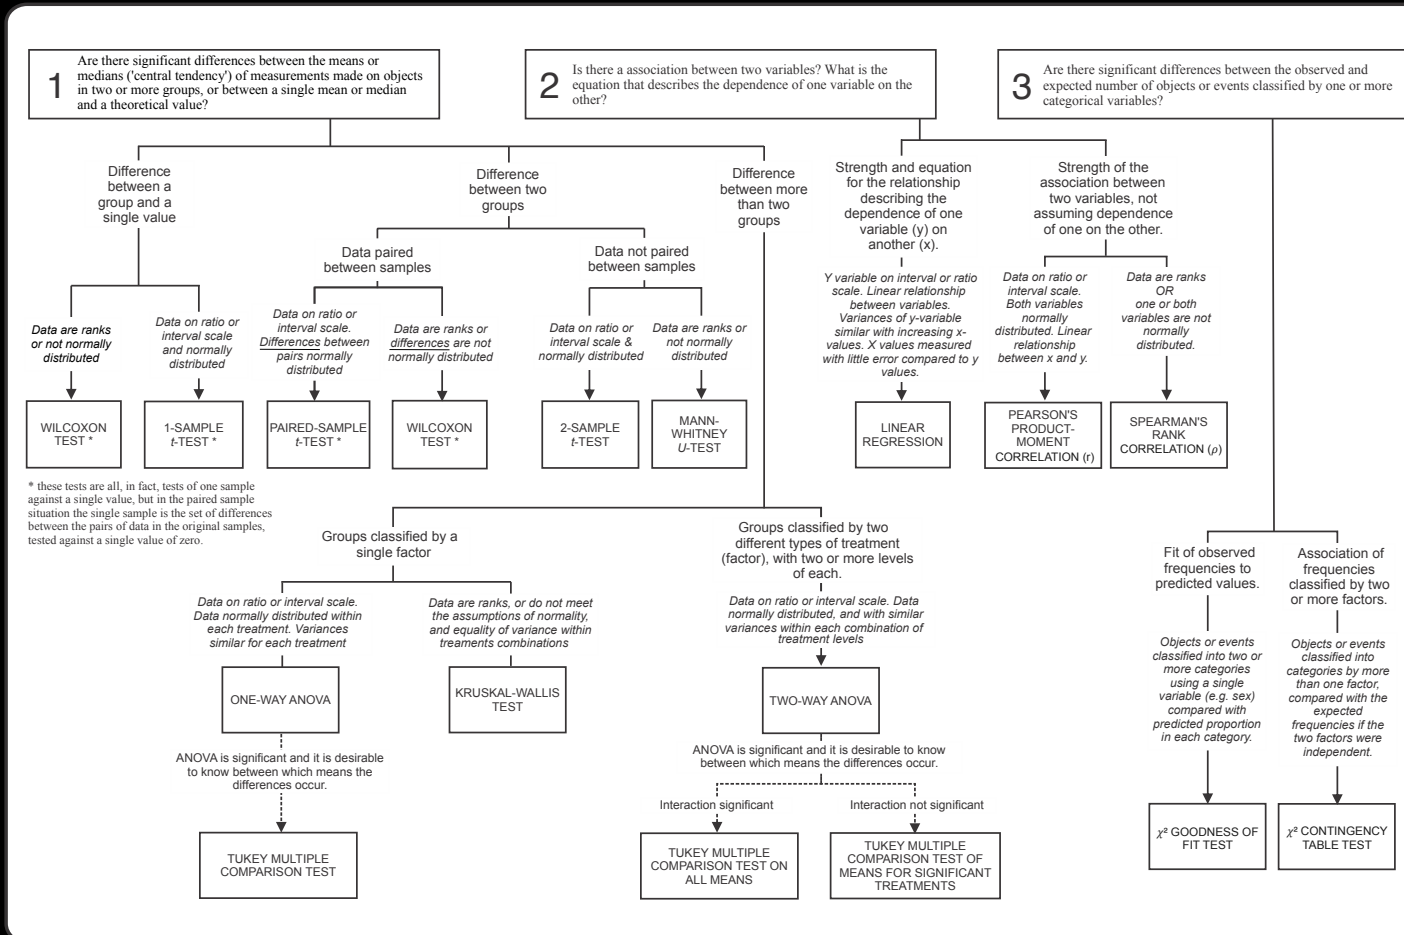 1
Are there significant differences between the means or
medians ('central tendency') of measurements made on objects
in two or more groups, or between a single mean or median
and a theoretical value?
2
Is there a association between two variables? What is the
equation that describes the dependence of one variable on the
other?
3
Are there significant differences between the observed and
expected number of objects or events classified by one or more
categorical variables?
Difference
between a
group and a
single value
Difference
between two
groups
Difference
between more
than two
groups
Strength and equation
for the relationship
describing the
dependence of one
variable (y) on
another (x).
Strength of the
association between
two variables, not
assuming dependence
of one on the other.
Data paired
between samples
Data not paired
between samples
Data are ranks
or not normally
distributed
Data on ratio or
interval scale
and normally
distributed
Data on ratio or
interval scale.
Differences between
pairs normally
distributed
Data are ranks or
differences are not
normally distributed
Data on ratio or
interval scale &
normally distributed
Data are ranks or
not normally
distributed
Y variable on interval or ratio
scale. Linear relationship
between variables.
Variances of y-variable
similar with increasing x-
values. X values measured
with little error compared to y
values.
Data on ratio or
interval scale.
Both variables
normally
distributed. Linear
relationship
between x and y.
Data are ranks
OR
one or both
variables are not
normally
distributed.
WILCOXON
TEST *
1-SAMPLE
t-TEST *
PAIRED-SAMPLE
t-TEST *
WILCOXON
TEST *
2-SAMPLE
t-TEST
MANN-
WHITNEY
U-TEST
LINEAR
REGRESSION
PEARSON'S
PRODUCT-
MOMENT
CORRELATION (r)
SPEARMAN'S
RANK
CORRELATION (ρ)
* these tests are all, in fact, tests of one sample
against a single value, but in the paired sample
situation the single sample is the set of differences
between the pairs of data in the original samples,
tested against a single value of zero.
Groups classified by a
single factor
Groups classified by two
different types of treatment
(factor), with two or more levels
of each.
Fit of observed
frequencies to
predicted values.
Association of
frequencies
classified by two
or more factors.
Data on ratio or interval scale.
Data normally distributed within
each treatment. Variances
similar for each treatment
Data are ranks, or do not meet
the assumptions of normality,
and equality of variance within
treaments combinations
Data on ratio or interval scale. Data
normally distributed, and with similar
variances within each combination of
treatment levels
Objects or events
classified into two or
more categories
using a single
variable (e.g. sex)
compared with
predicted proportion
in each category.
Objects or events
classified into
categories by more
than one factor,
compared with the
expected
frequencies if the
two factors were
independent.
ONE-WAY ANOVA
KRUSKAL-WALLIS
TEST
TWO-WAY ANOVA
ANOVA is significant and it is desirable
to know between which means the
differences occur.
ANOVA is significant and it is desirable to know
between which means the differences occur.
Interaction significant
Interaction not significant
TUKEY MULTIPLE
COMPARISON TEST
TUKEY MULTIPLE
COMPARISON TEST ON
ALL MEANS
TUKEY MULTIPLE
COMPARISON TEST OF
MEANS FOR SIGNIFICANT
TREATMENTS
χ² GOODNESS OF
FIT TEST
χ² CONTINGENCY
TABLE TEST